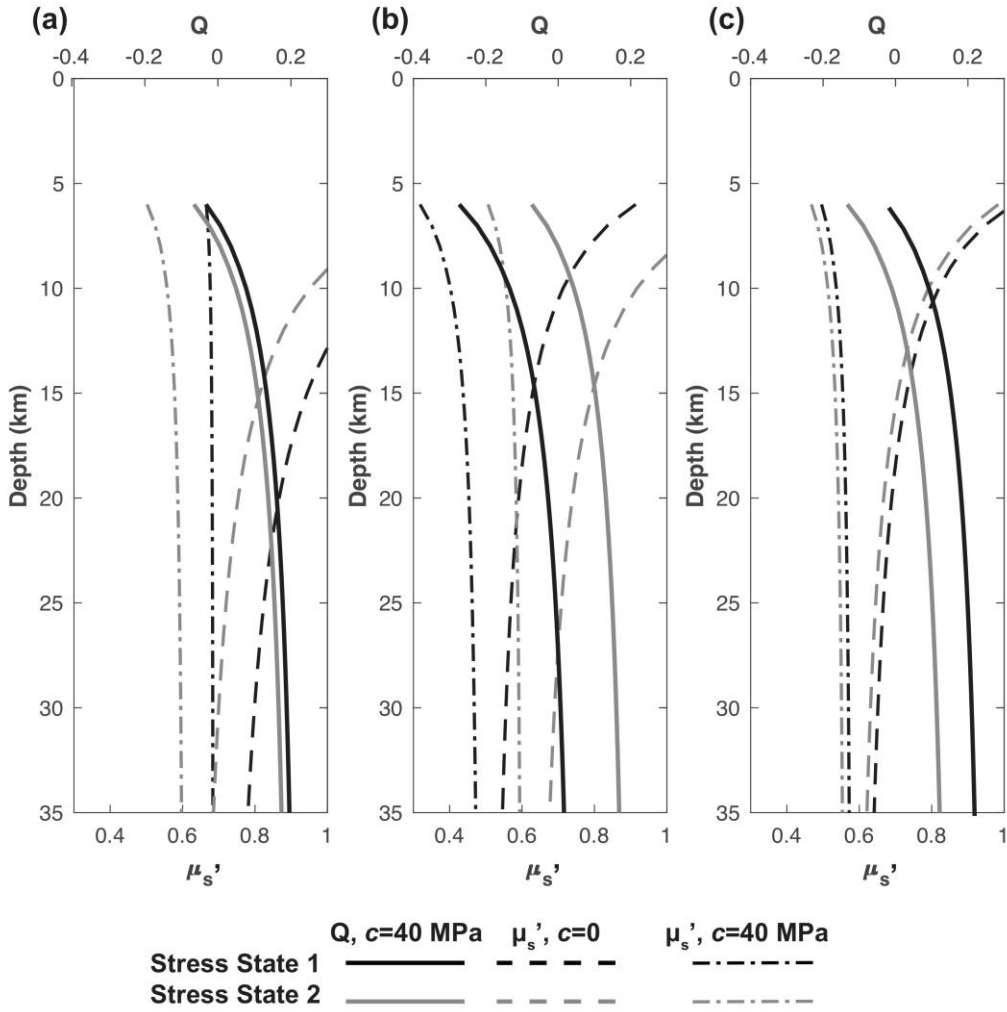 (a) Q (b) Q (c) Q
-0.4 -0.2 0 0.2 -0.4 -0.2 0 0.2 -0.4 -0.2 0 0.2
0 0 0
5 5 5
10 10 10
Depth (km) Depth (km) Depth (km)
15 15 15
20 20 20
25 25 25
30 30 30
35 35 35
0.4 0.6 0.8 1 0.4 0.6 0.8 1 0.4 0.6 0.8 1
μs’ μs’ μs’
Q, c=40 MPa μs’, c=0 μs’, c=40 MPa
Stress State 1
Stress State 2